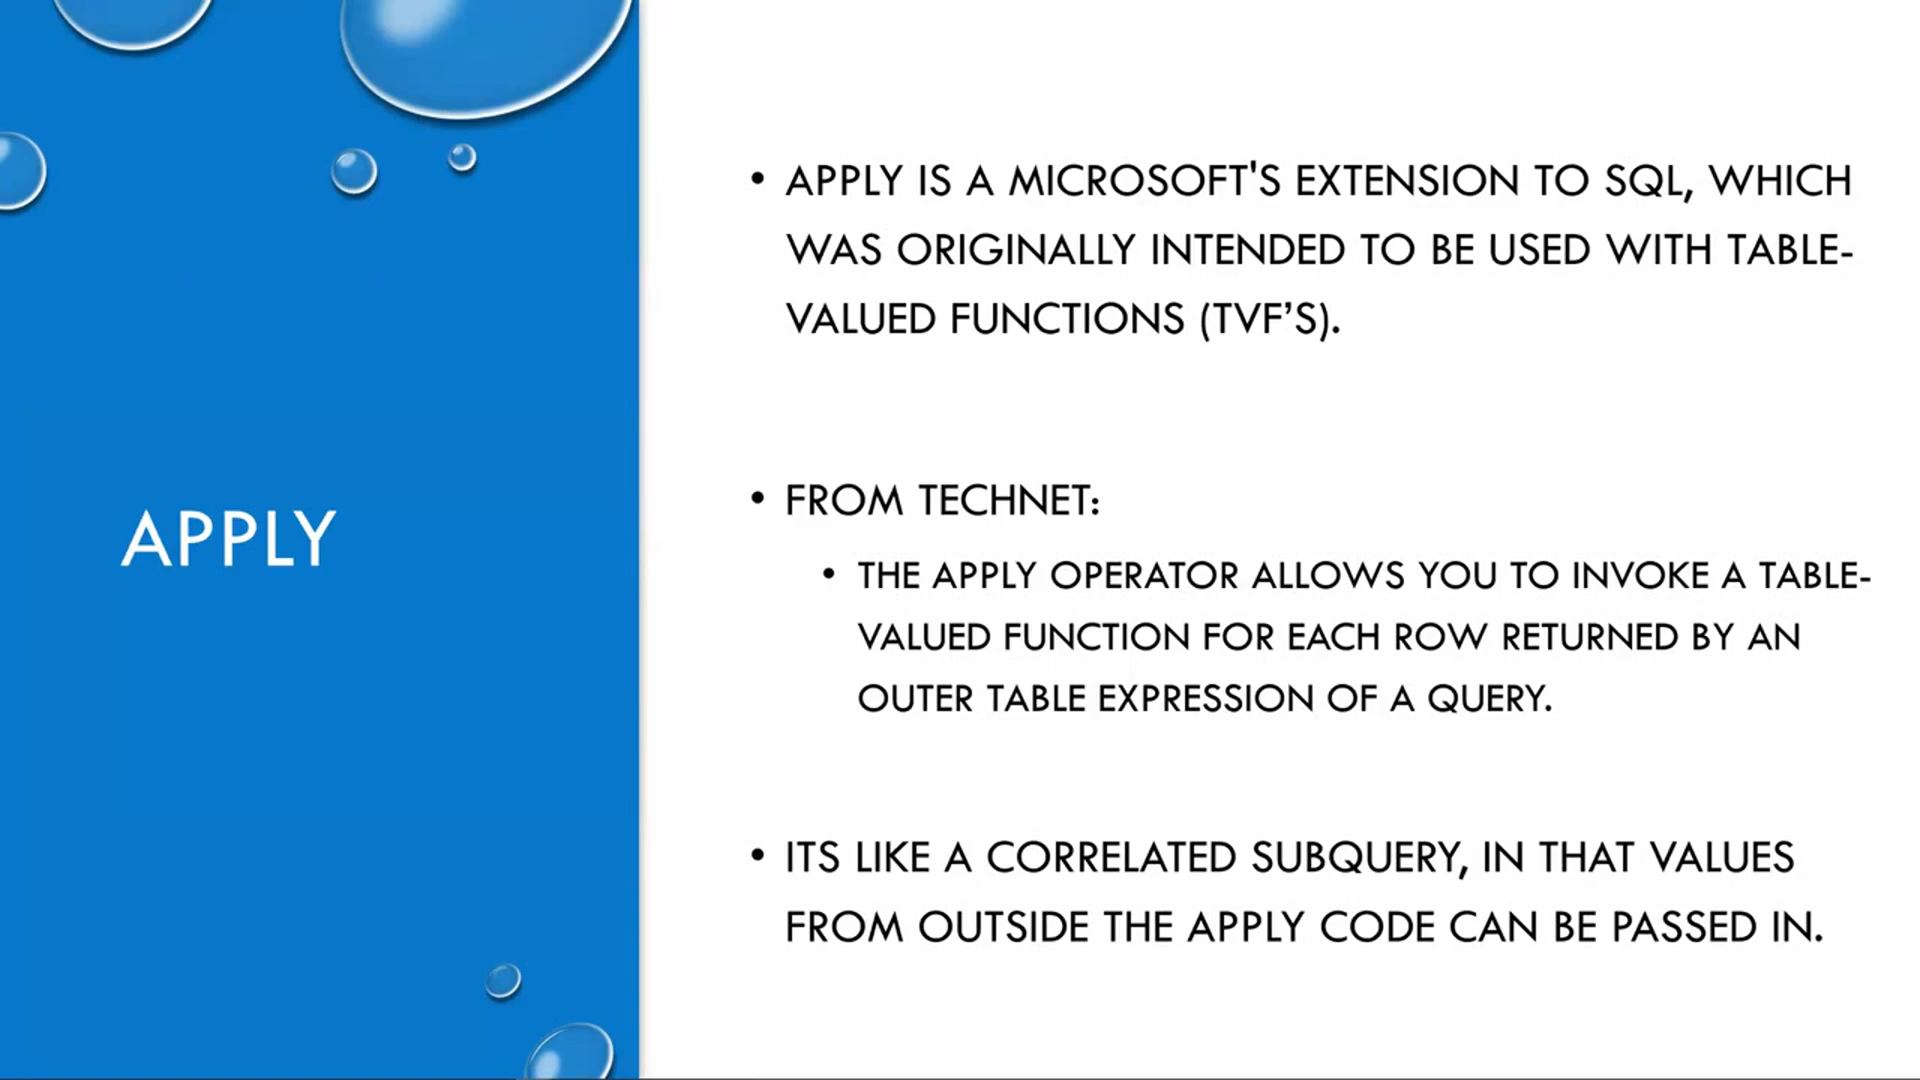 APPLY
• APPLY IS A MICROSOFT'S EXTENSION TO SQL, WHICH
WAS ORIGINALLY INTENDED TO BE USED WITH TABLE-
VALUED FUNCTIONS (TVF’S).
• FROM TECHNET:
• THE APPLY OPERATOR ALLOWS YOU TO INVOKE A TABLE-
VALUED FUNCTION FOR EACH ROW RETURNED BY AN
OUTER TABLE EXPRESSION OF A QUERY.
• ITS LIKE A CORRELATED SUBQUERY, IN THAT VALUES
FROM OUTSIDE THE APPLY CODE CAN BE PASSED IN.